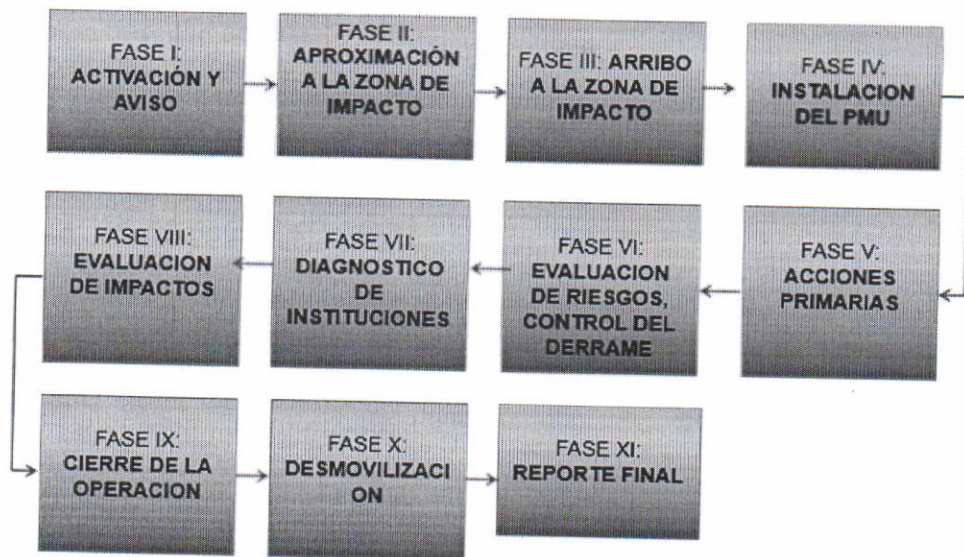 FASE I:
ACTIVACIÓN Y
AVISO
FASE II:
APROXIMACIÓN
A LA ZONA DE
IMPACTO
FASE III: ARRIBO
A LA ZONA DE
IMPACTO
FASE IV:
INSTALACION
DEL PMU
FASE V:
ACCIONES
PRIMARIAS
FASE VI:
EVALUACION
DE RIESGOS,
CONTROL DEL
DERRAME
FASE VII:
DIAGNOSTICO
DE
INSTITUCIONES
FASE VIII:
EVALUACION
DE IMPACTOS
FASE IX:
CIERRE DE LA
OPERACION
FASE X:
DESMOVILIZACI
ON
FASE XI:
REPORTE FINAL